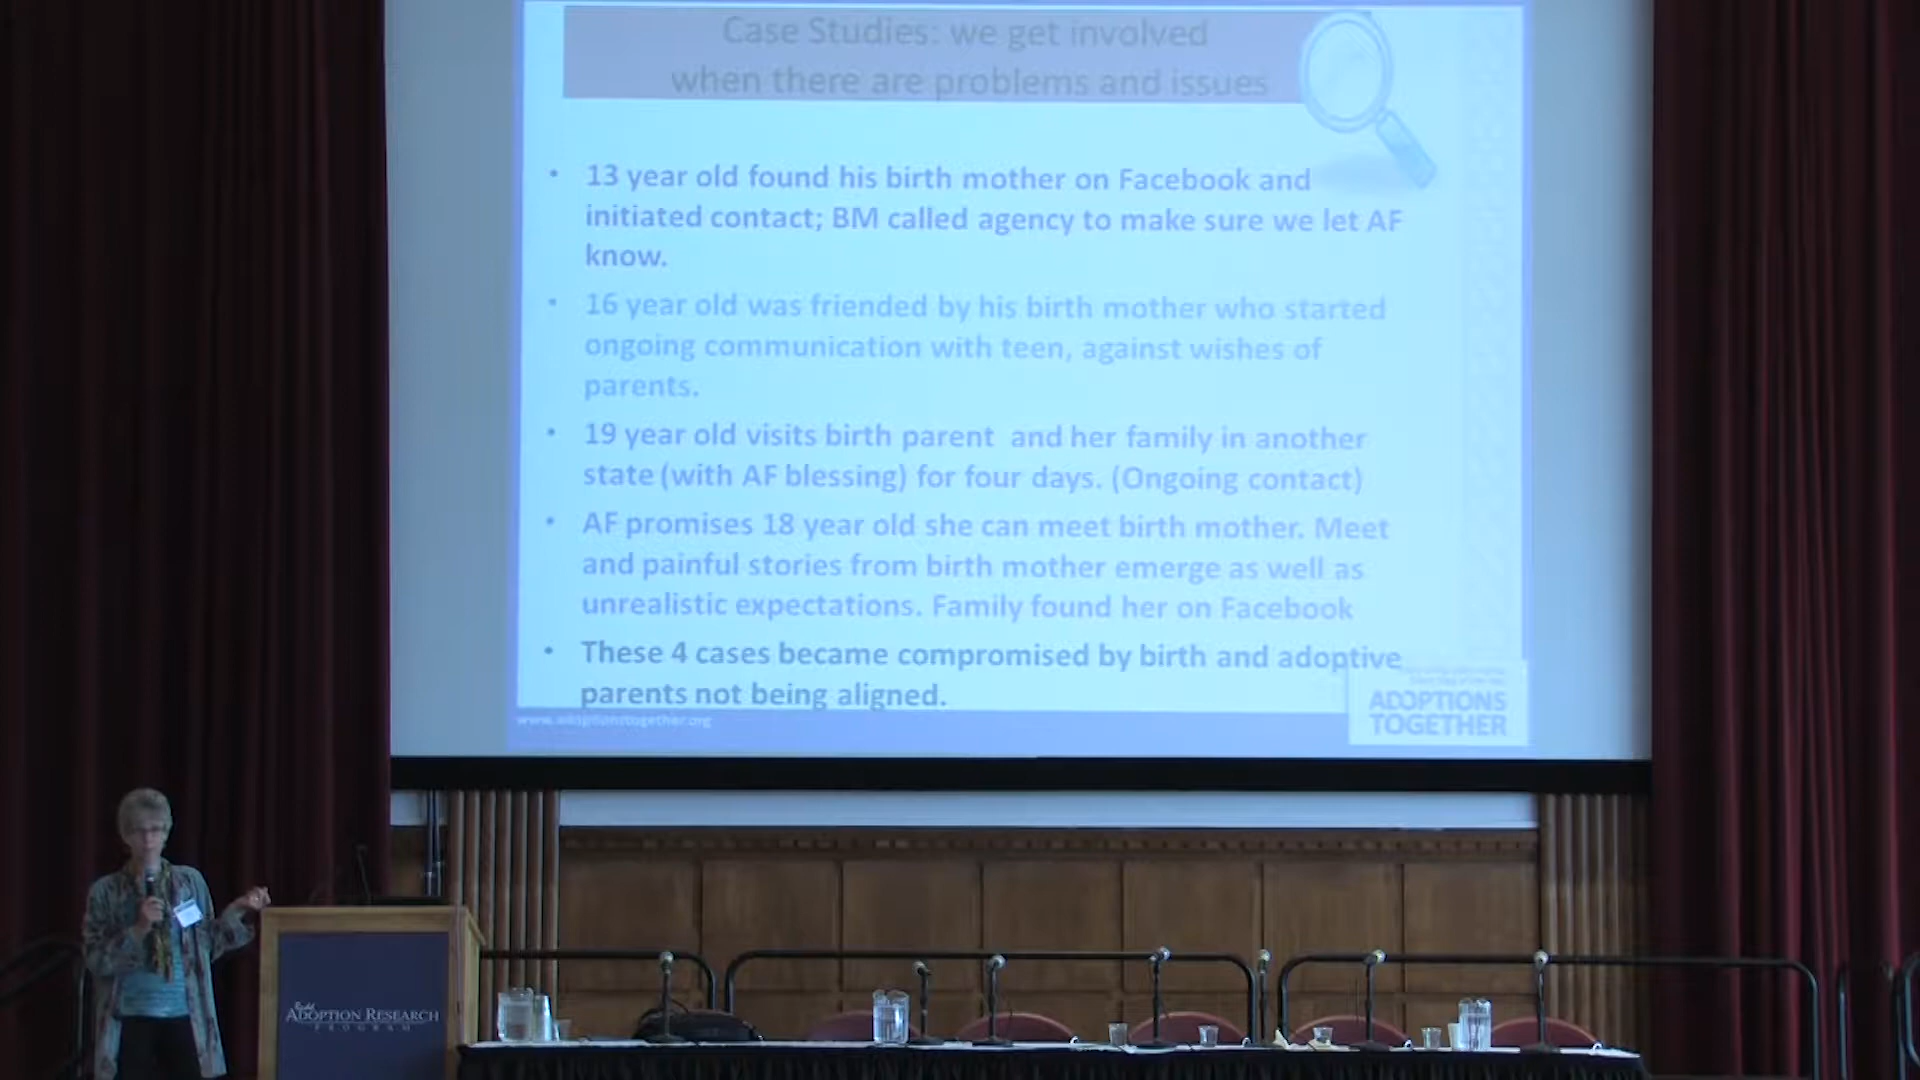 Case Studies: we get involved
when there are problems and issues
• 13 year old found his birth mother on Facebook and
initiated contact; BM called agency to make sure we let AF
know.
• 16 year old was friended by his birth mother who started
ongoing communication with teen, against wishes of
parents.
• 19 year old visits birth parent and her family in another
state (with AF blessing) for four days. (Ongoing contact)
• AF promises 18 year old she can meet birth mother. Meet
and painful stories from birth mother emerge as well as
unrealistic expectations. Family found her on Facebook
• These 4 cases became compromised by birth and adoptive
parents not being aligned.
www.adoptionstogether.org
ADOPTIONS
TOGETHER
Rudd
ADOPTION RESEARCH
PROGRAM